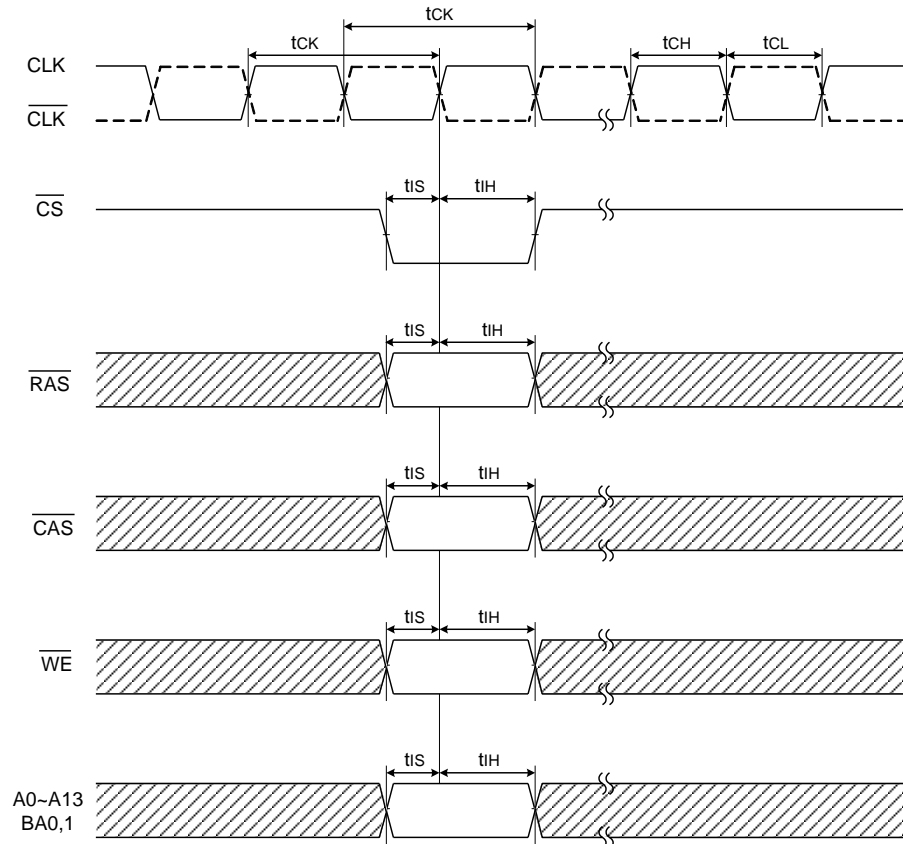 tCK
tCK tCH tCL
CLK
CLK
tIS tIH
CS
tIS tIH
RAS
tIS tIH
CAS
tIS tIH
WE
tIS tIH
A0~A13
BA0,1